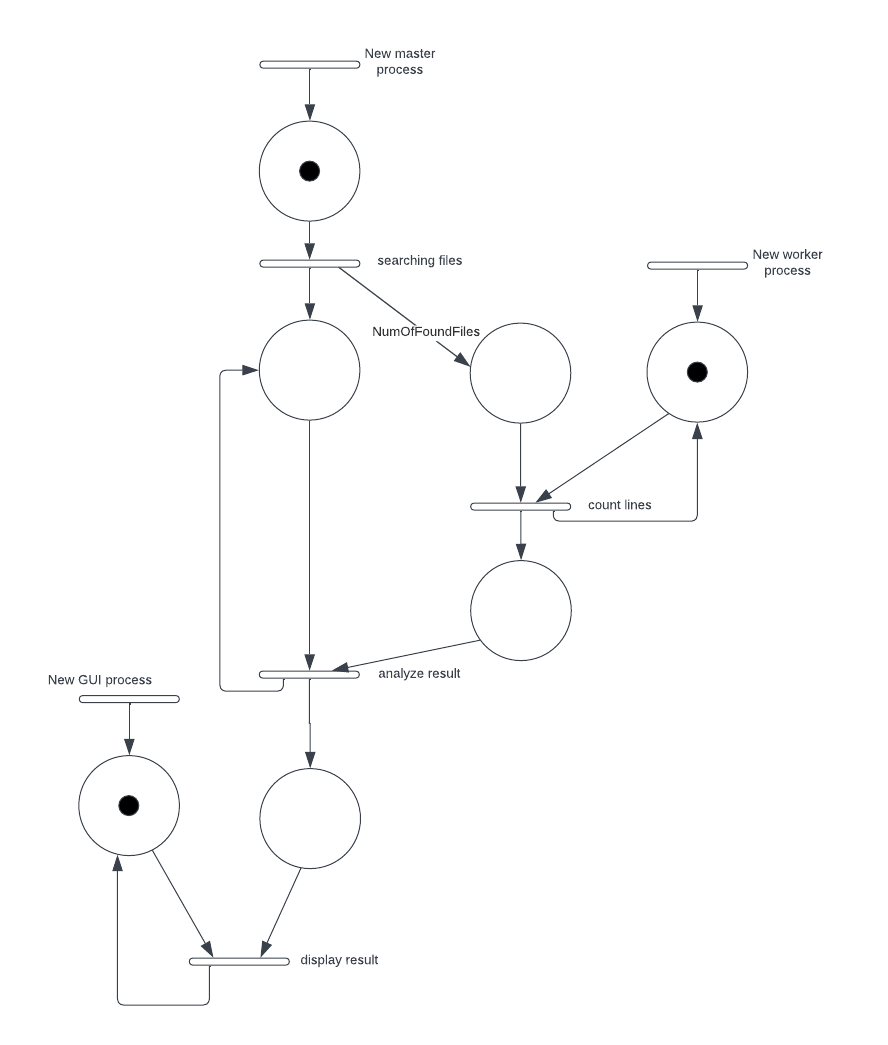 New master
process
searching files
New worker
process
NumOfFoundFiles
count lines
analyze result
New GUI process
display result